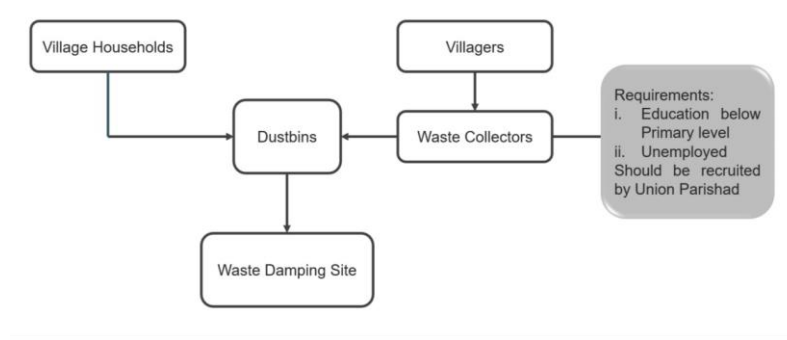 Village Households
Villagers
Requirements:
i. Education below
Primary level
ii. Unemployed
Should be recruited
by Union Parishad
Dustbins
Waste Collectors
Waste Damping Site